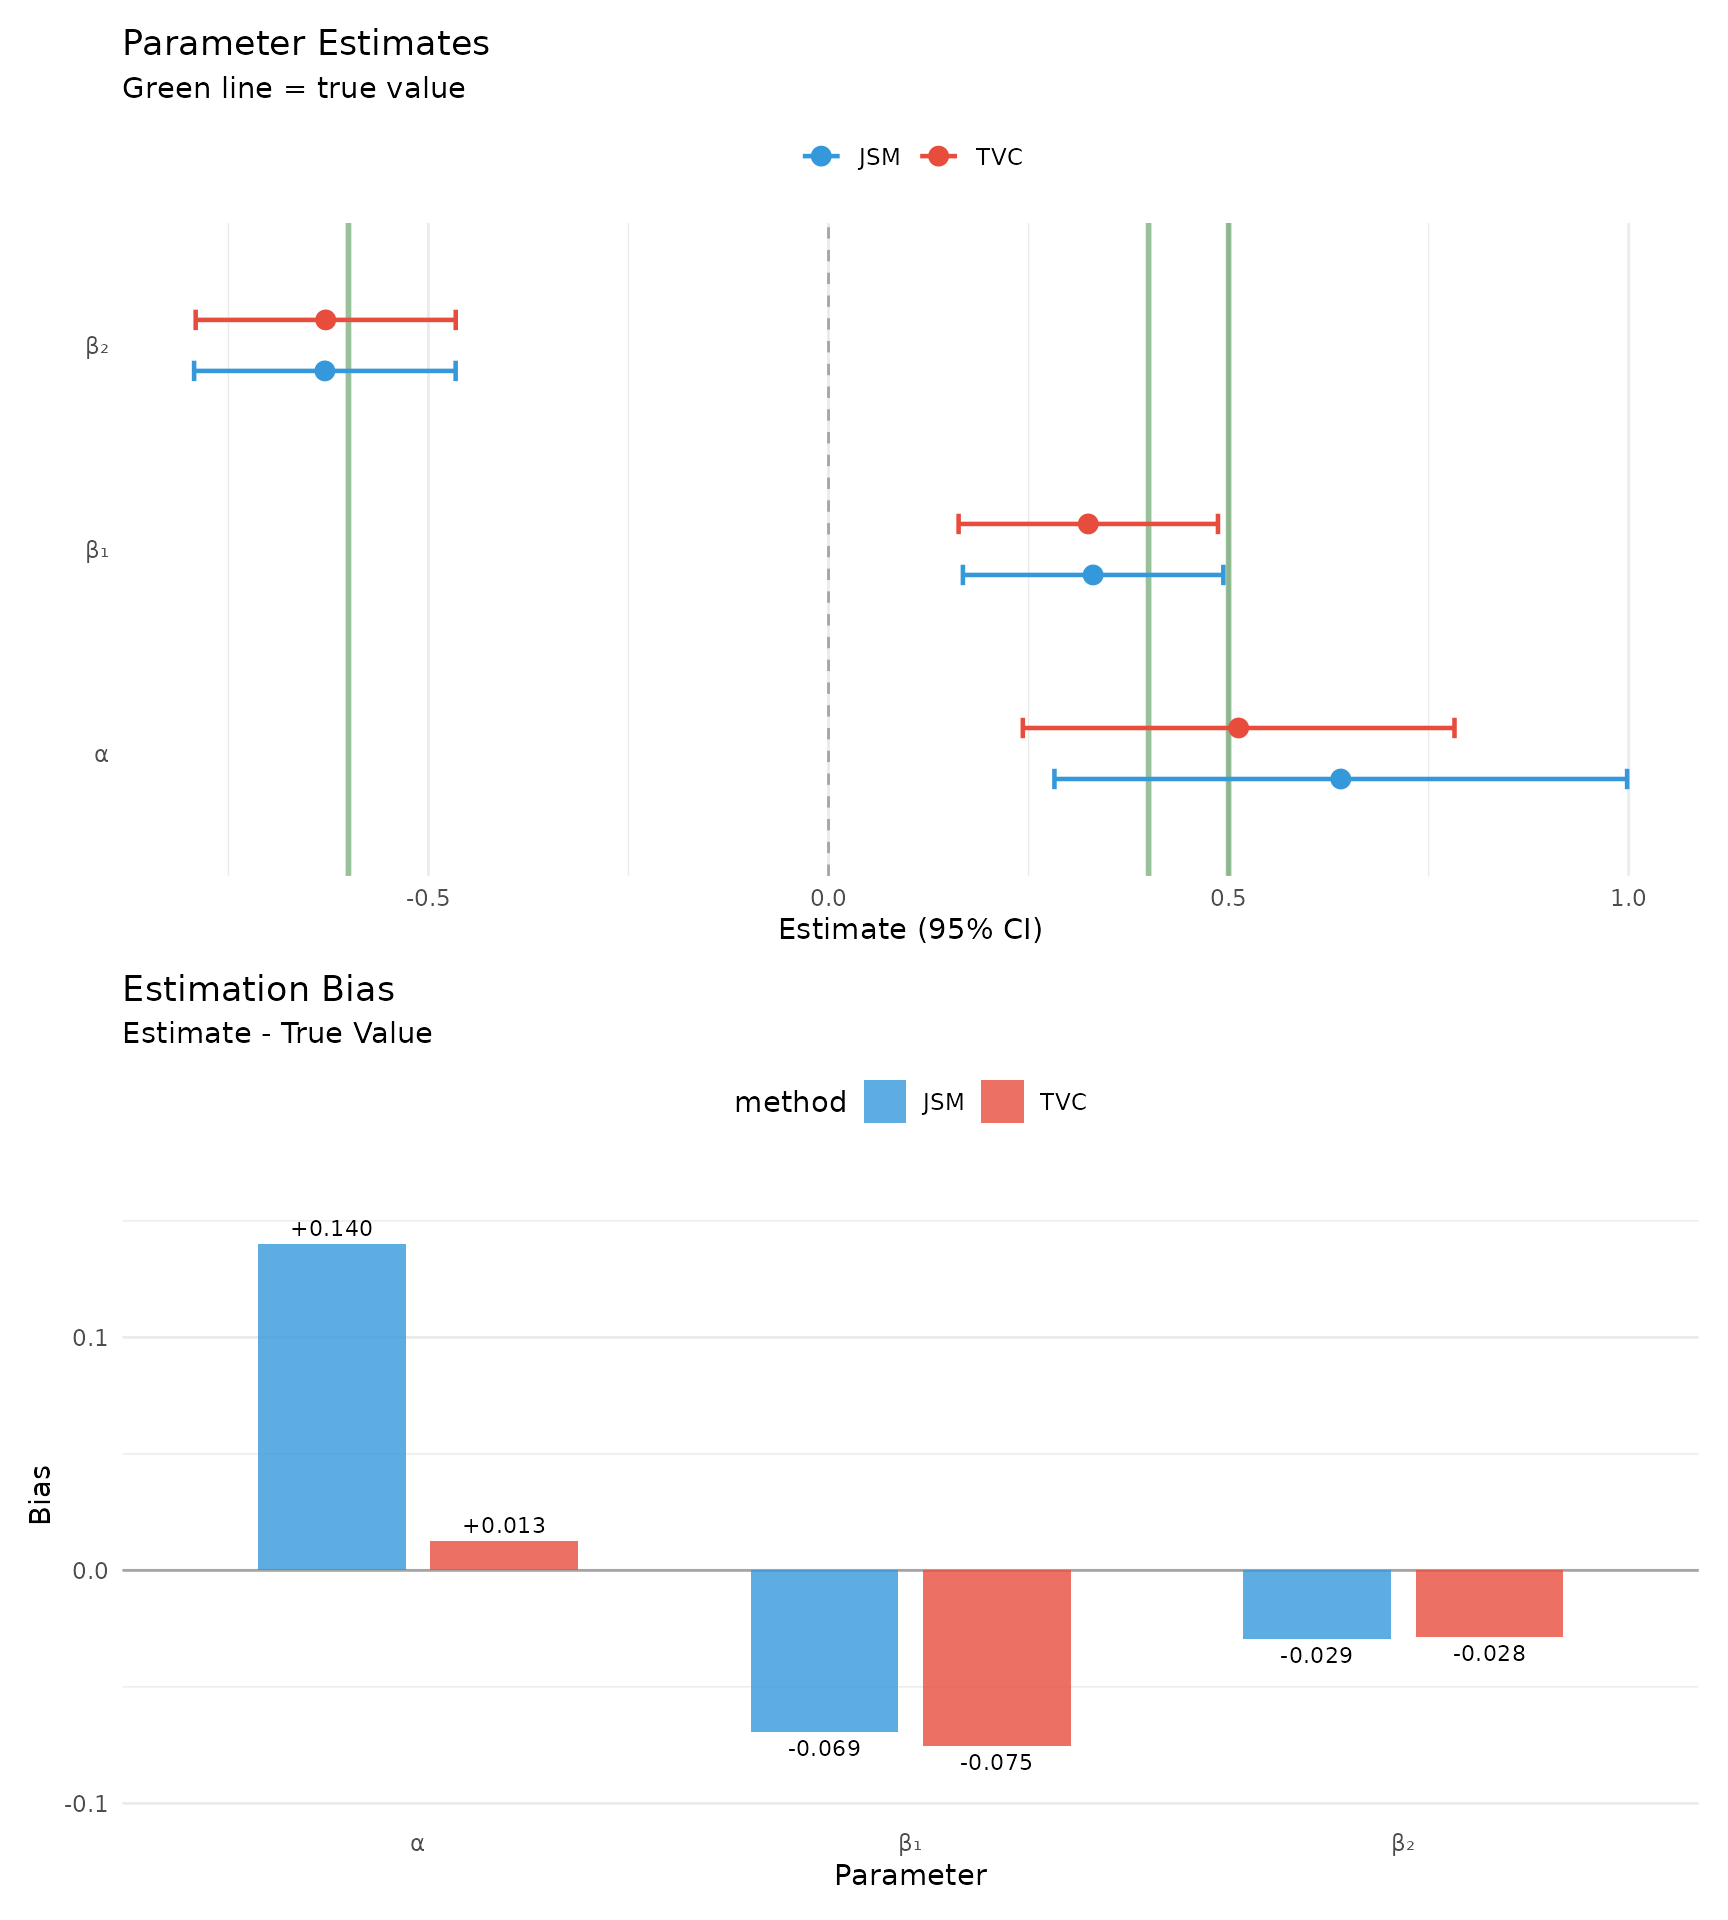 Parameter Estimates
Green line = true value
JSM TVC
β₂
β₁
α
-0.5 0.0 0.5 1.0
Estimate (95% CI)
Estimation Bias
Estimate - True Value
method JSM TVC
+0.140
0.1
Bias
+0.013
0.0
-0.029 -0.028
-0.069 -0.075
-0.1
α β₁ β₂
Parameter